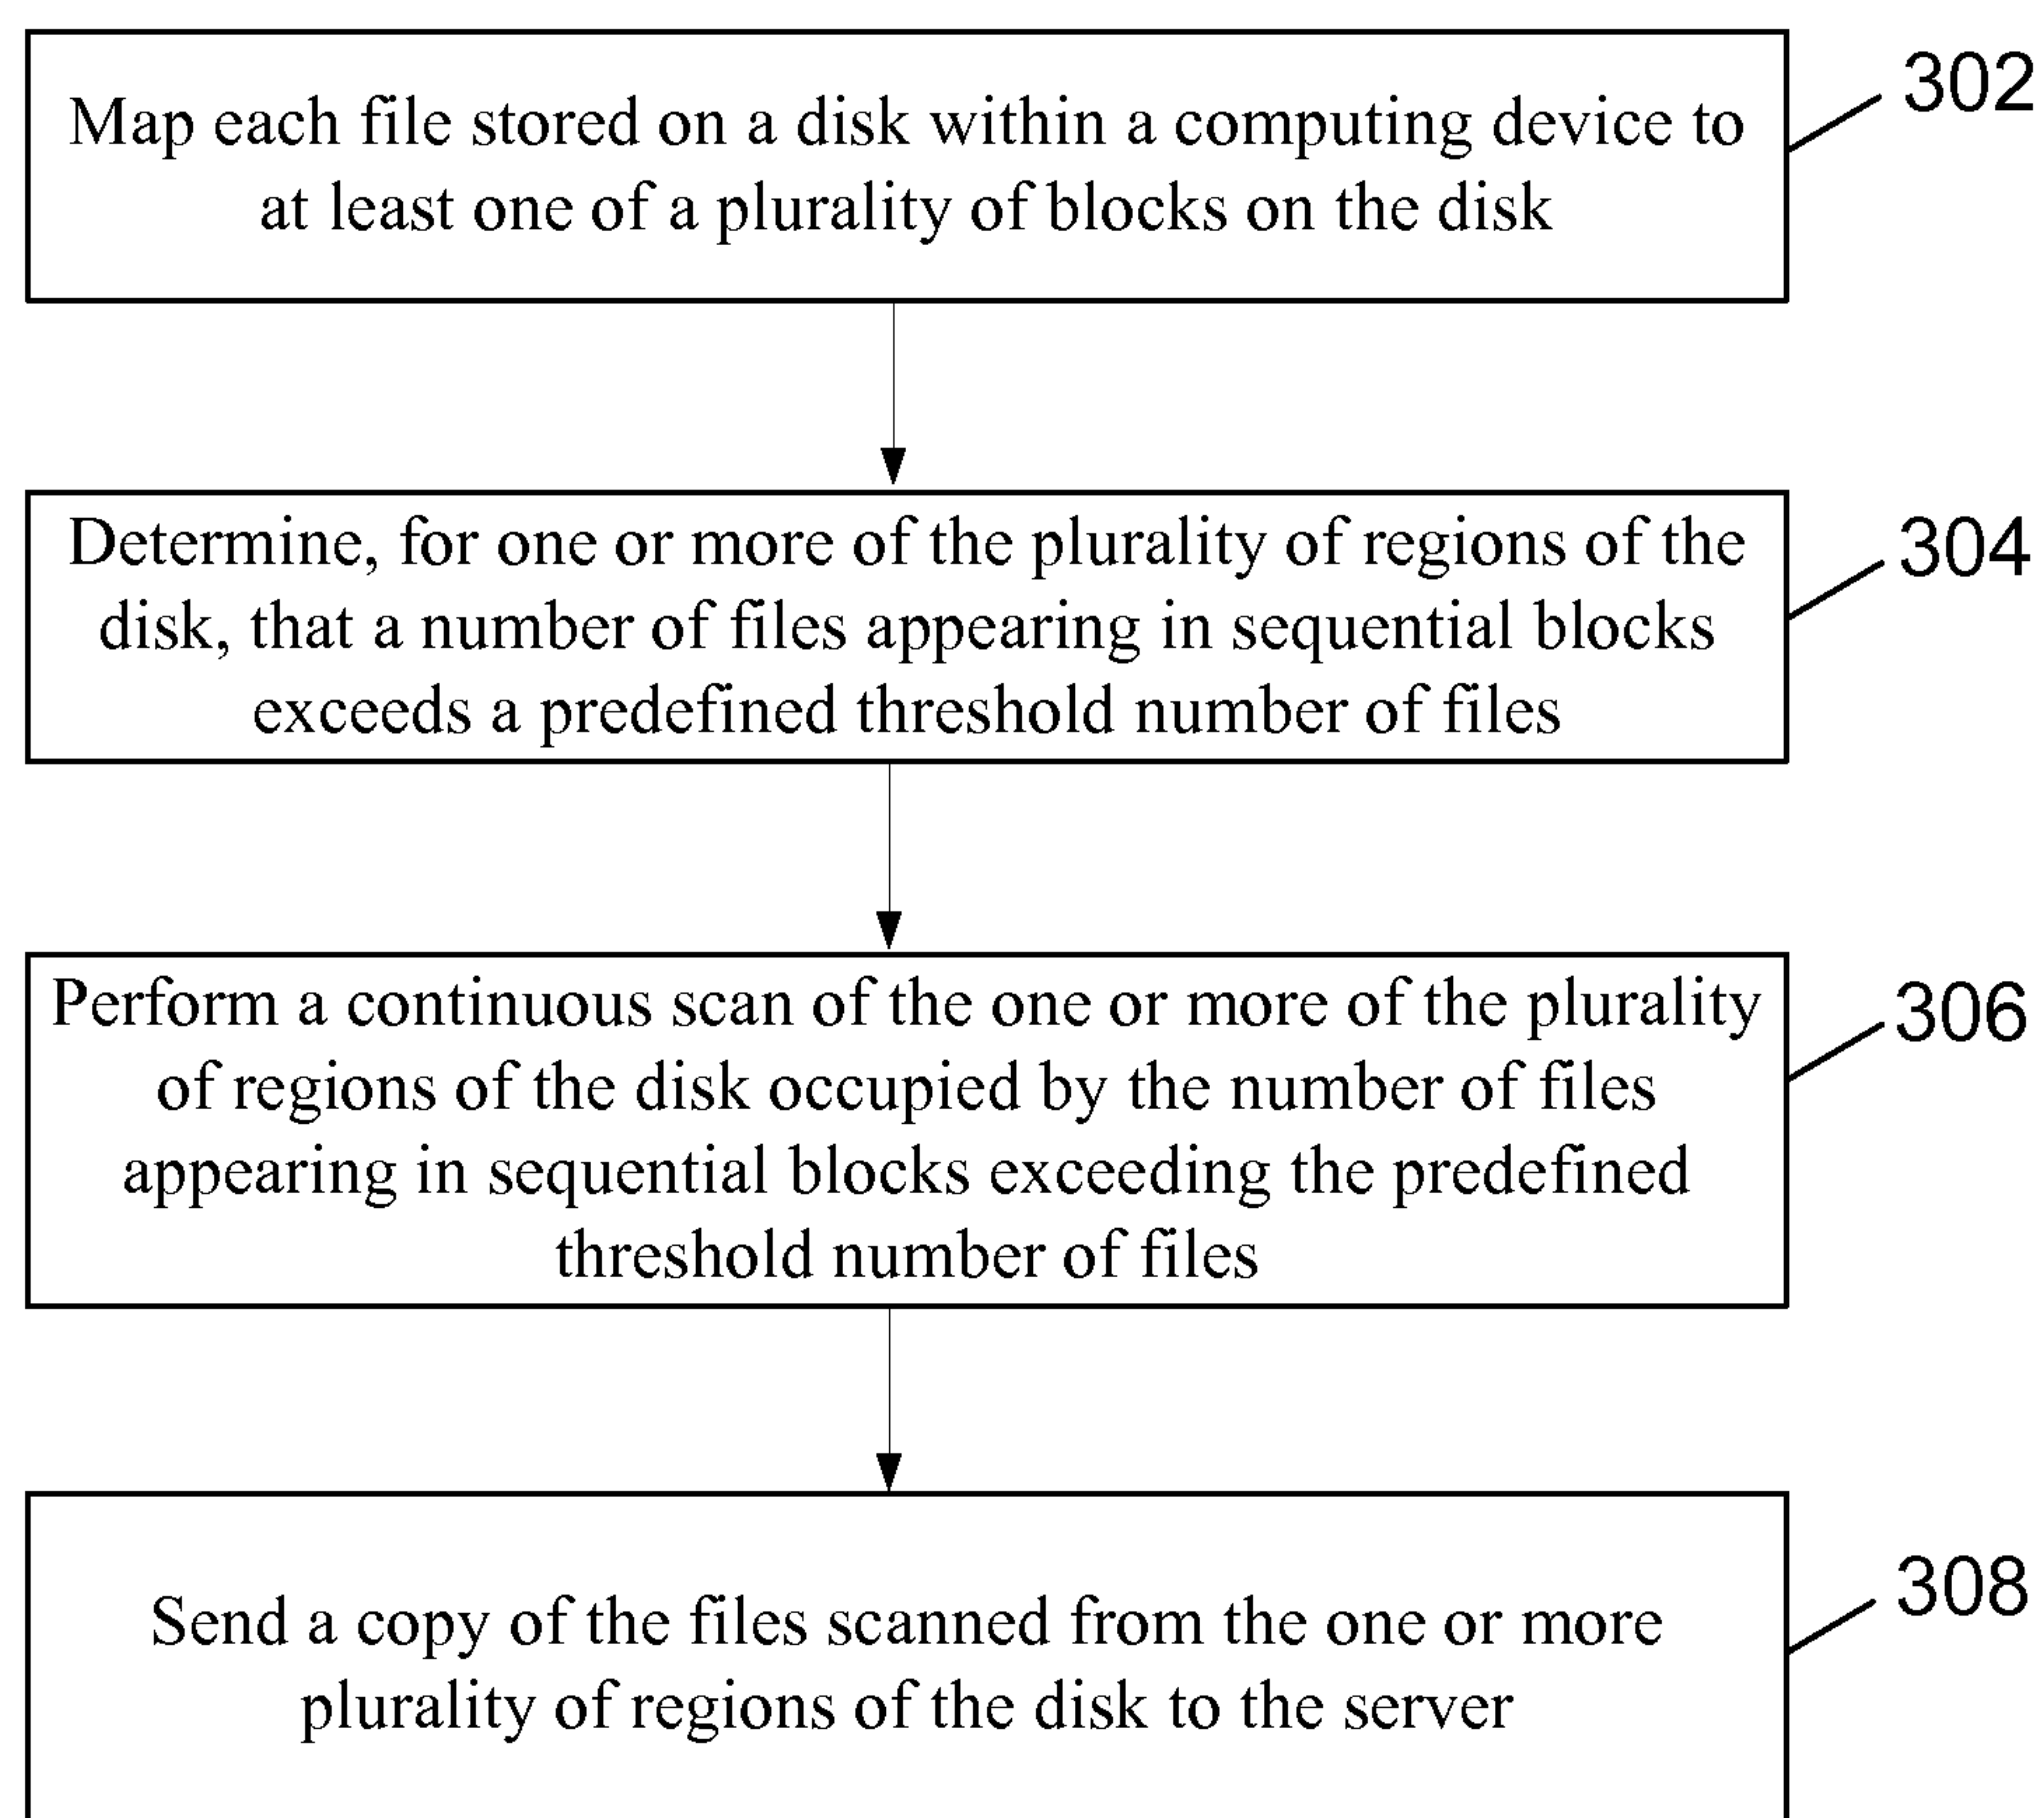 Map each file stored on a disk within a computing device to
at least one of a plurality of blocks on the disk
302
Determine, for one or more of the plurality of regions of the
disk, that a number of files appearing in sequential blocks
exceeds a predefined threshold number of files
304
Perform a continuous scan of the one or more of the plurality
of regions of the disk occupied by the number of files
appearing in sequential blocks exceeding the predefined
threshold number of files
306
Send a copy of the files scanned from the one or more
plurality of regions of the disk to the server
308